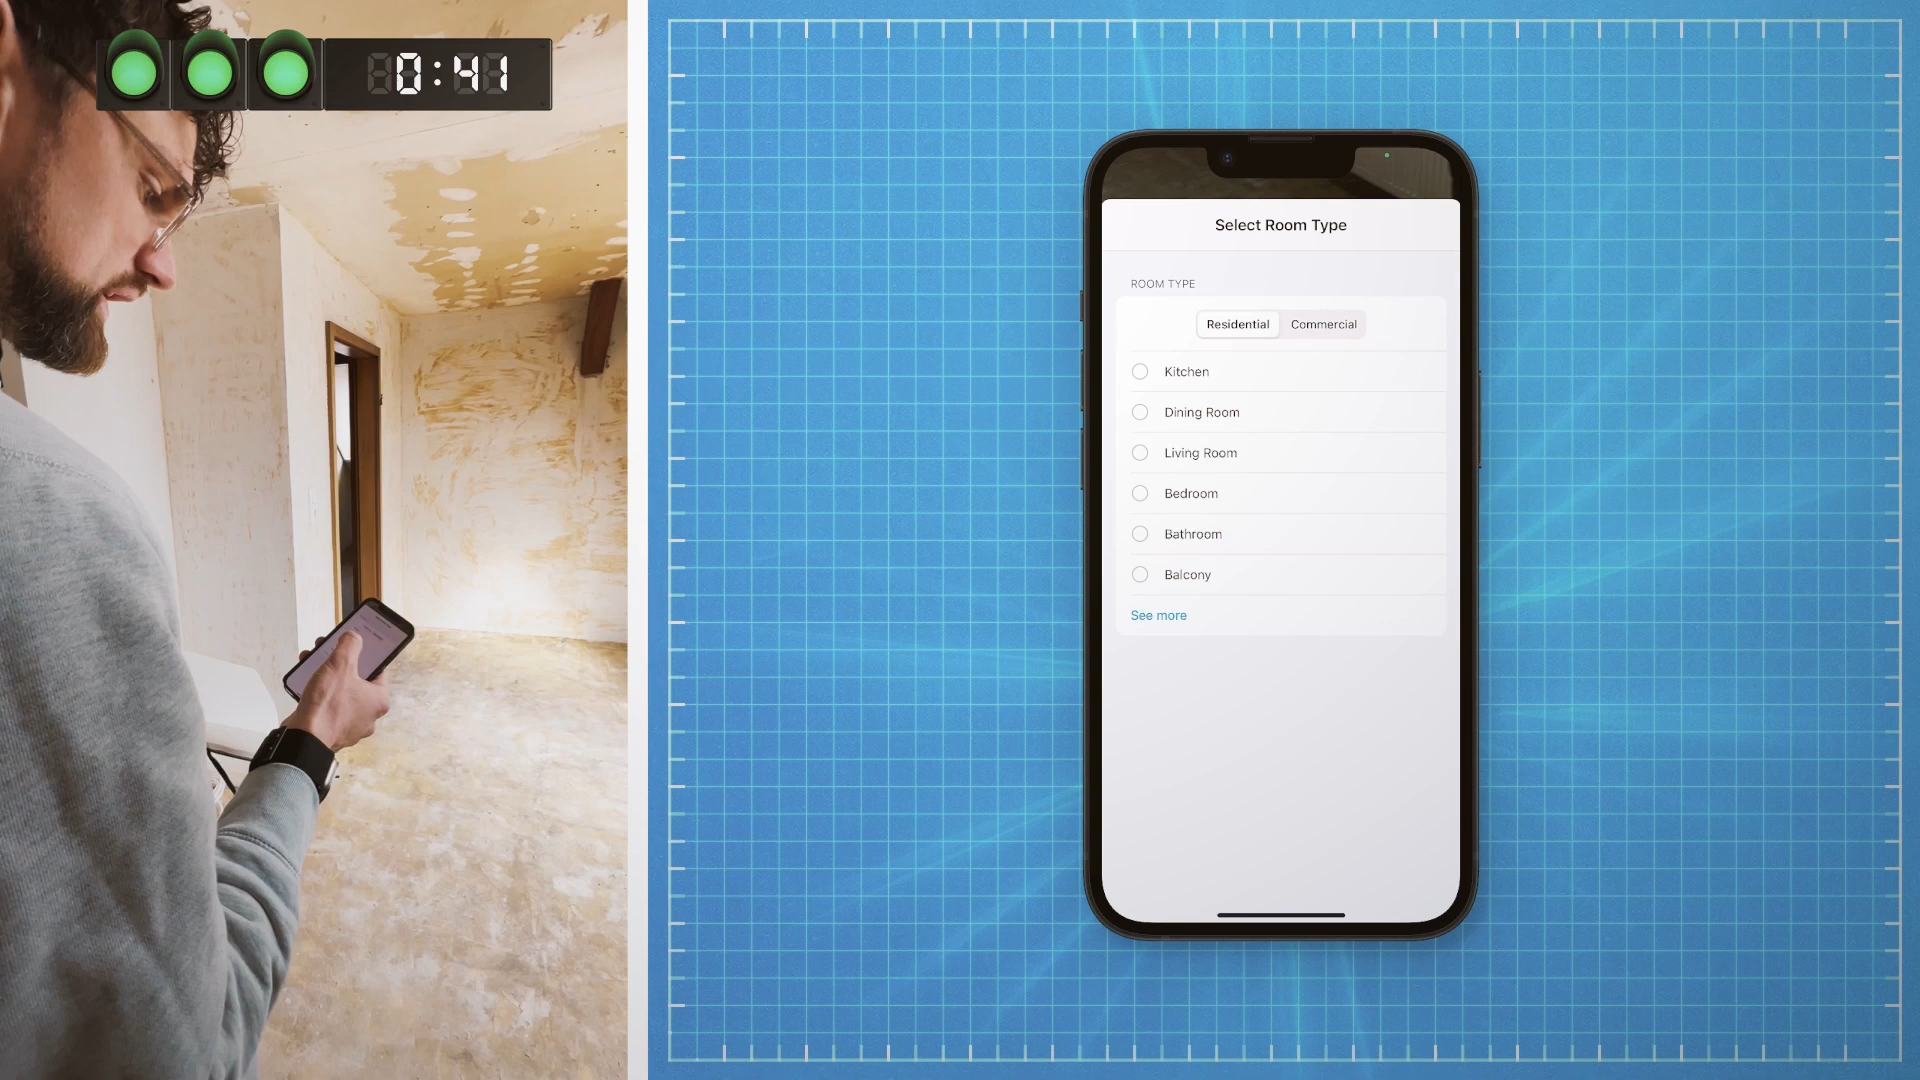 0:41
Select Room Type
ROOM TYPE
Residential Commercial
Kitchen
Dining Room
Living Room
Bedroom
Bathroom
Balcony
See more